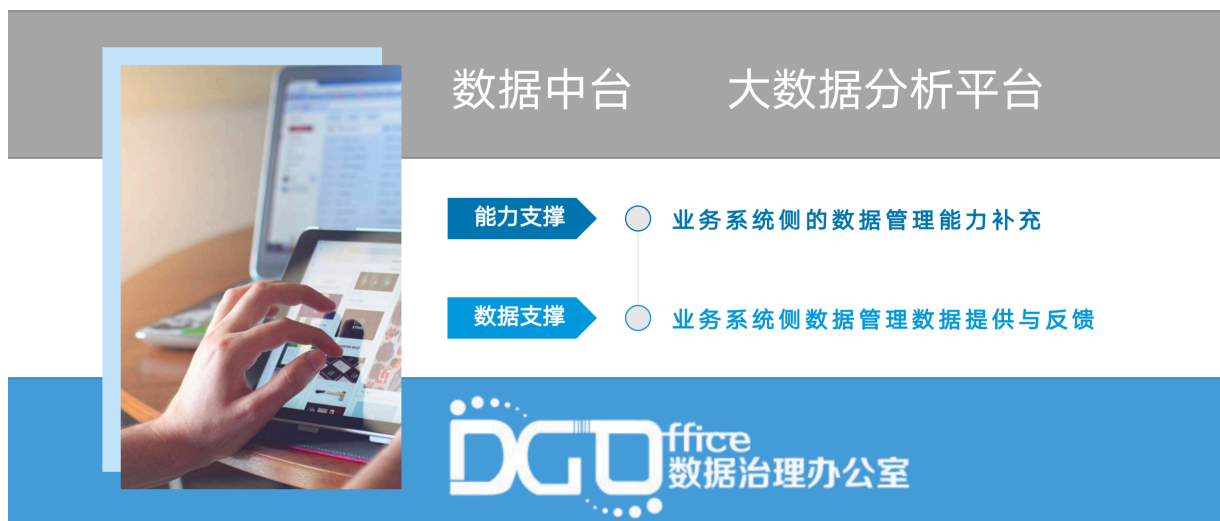 数据中台 大数据分析平台
能力支撑 业务系统侧的数据管理能力补充
数据支撑 业务系统侧数据管理数据提供与反馈
DGOffice
数据治理办公室